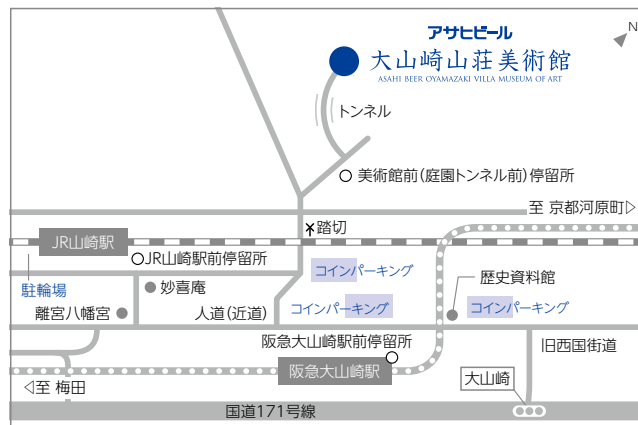 N
アサヒビール
大山崎山荘美術館
ASAHI BEER OYAMAZAKI VILLA MUSEUM OF ART
トンネル
美術館前(庭園トンネル前)停留所
至 京都河原町▷
踏切
JR山崎駅
JR山崎駅前停留所
コインパーキング
歴史資料館
駐輪場
妙喜庵
離宮八幡宮
人道(近道)
コインパーキング
コインパーキング
阪急大山崎駅前停留所
旧西国街道
阪急大山崎駅
大山崎
◁至 梅田
国道171号線